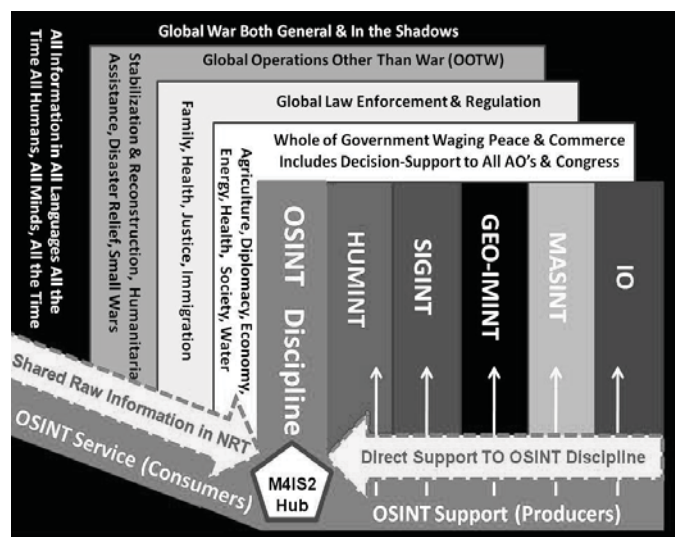 Global War Both General & In the Shadows
Global Operations Other Than War (OOTW)
Global Law Enforcement & Regulation
Whole of Government Waging Peace & Commerce
Includes Decision-Support to All AO's & Congress
All Information in All Languages All the
Time All Humans, All Minds, All the Time
Stabilization & Reconstruction, Humanitaria
Assistance, Disaster Relief, Small Wars
Family, Health, Justice, Immigration
Agriculture, Diplomacy, Economy,
Energy, Health, Society, Water
OSINT Discipline
HUMINT
SIGINT
GEO-IMINT
MASINT
IO
Shared Raw Information in NRT
OSINT Service (Consumers)
M4IS2
Hub
Direct Support TO OSINT Discipline
OSINT Support (Producers)